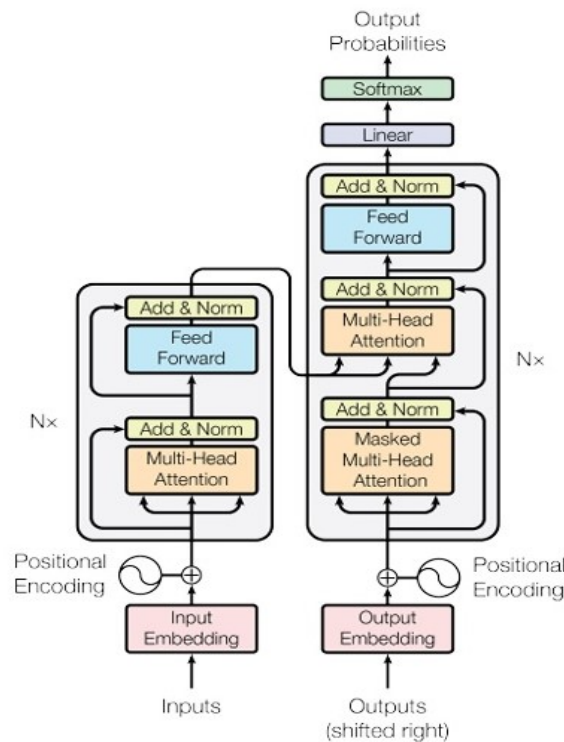 Output
Probabilities
Softmax
Linear
Add & Norm
Feed
Forward
Add & Norm
Multi-Head
Attention
Add & Norm
Masked
Multi-Head
Attention
Nx
Add & Norm
Feed
Forward
Add & Norm
Multi-Head
Attention
Nx
Positional
Encoding
Positional
Encoding
Input
Embedding
Output
Embedding
Inputs
Outputs
(shifted right)